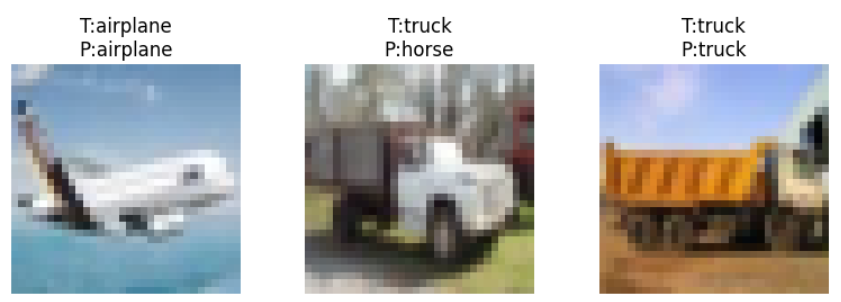 T:airplane
P:airplane
T:truck
P:horse
T:truck
P:truck